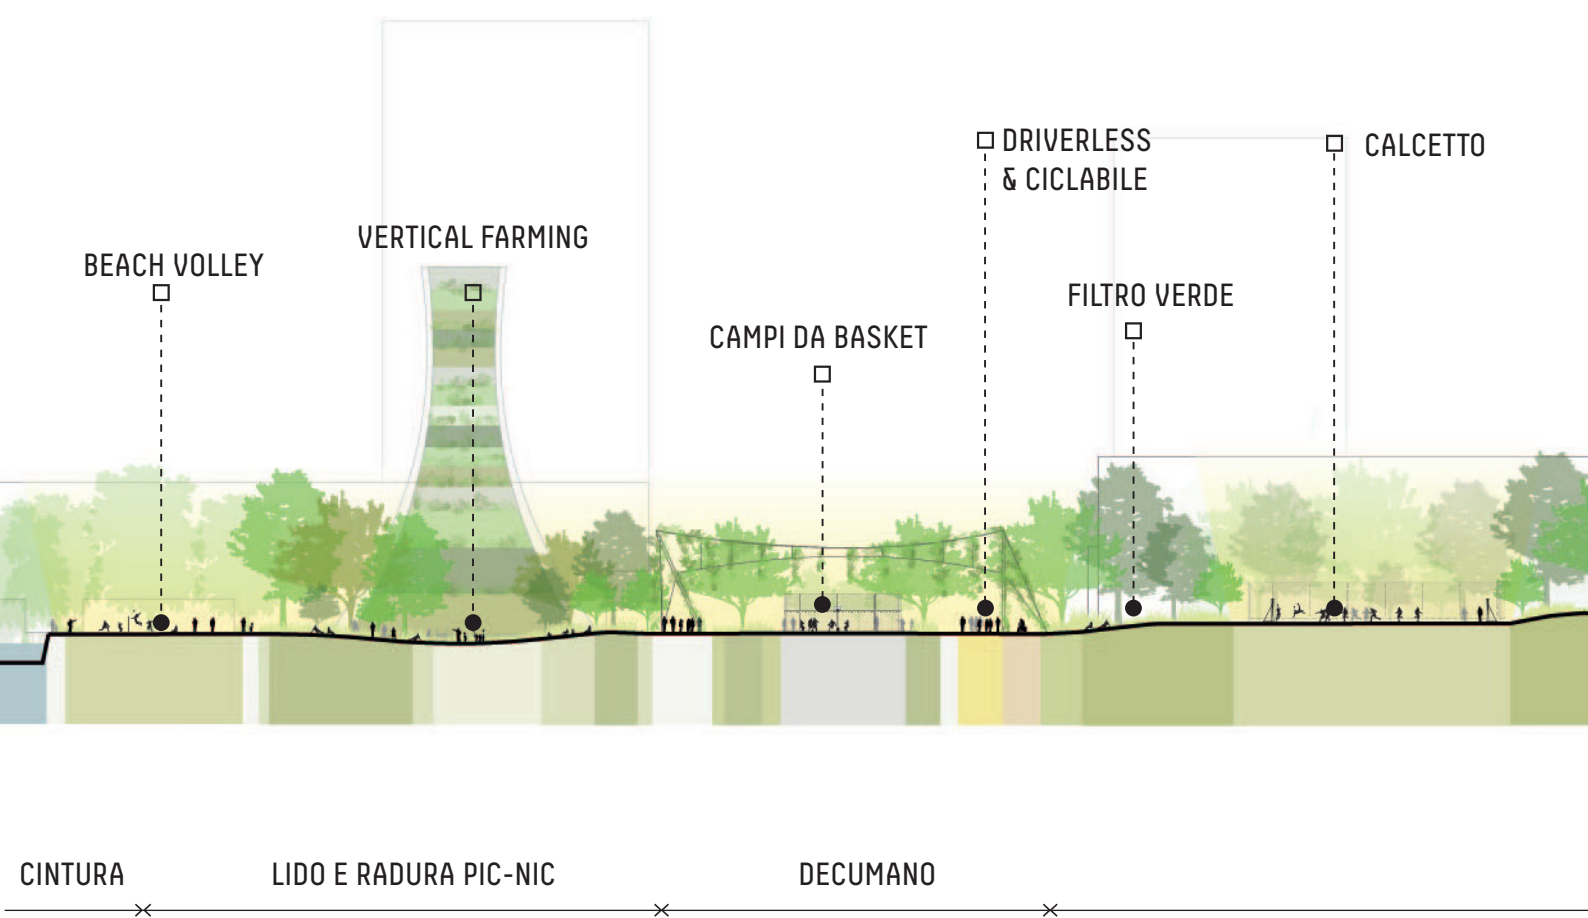 DRIVERLESS
& CICLABILE
CALCETTO
VERTICAL FARMING
BEACH VOLLEY
FILTRO VERDE
CAMPI DA BASKET
CINTURA
LIDO E RADURA PIC-NIC
DECUMANO